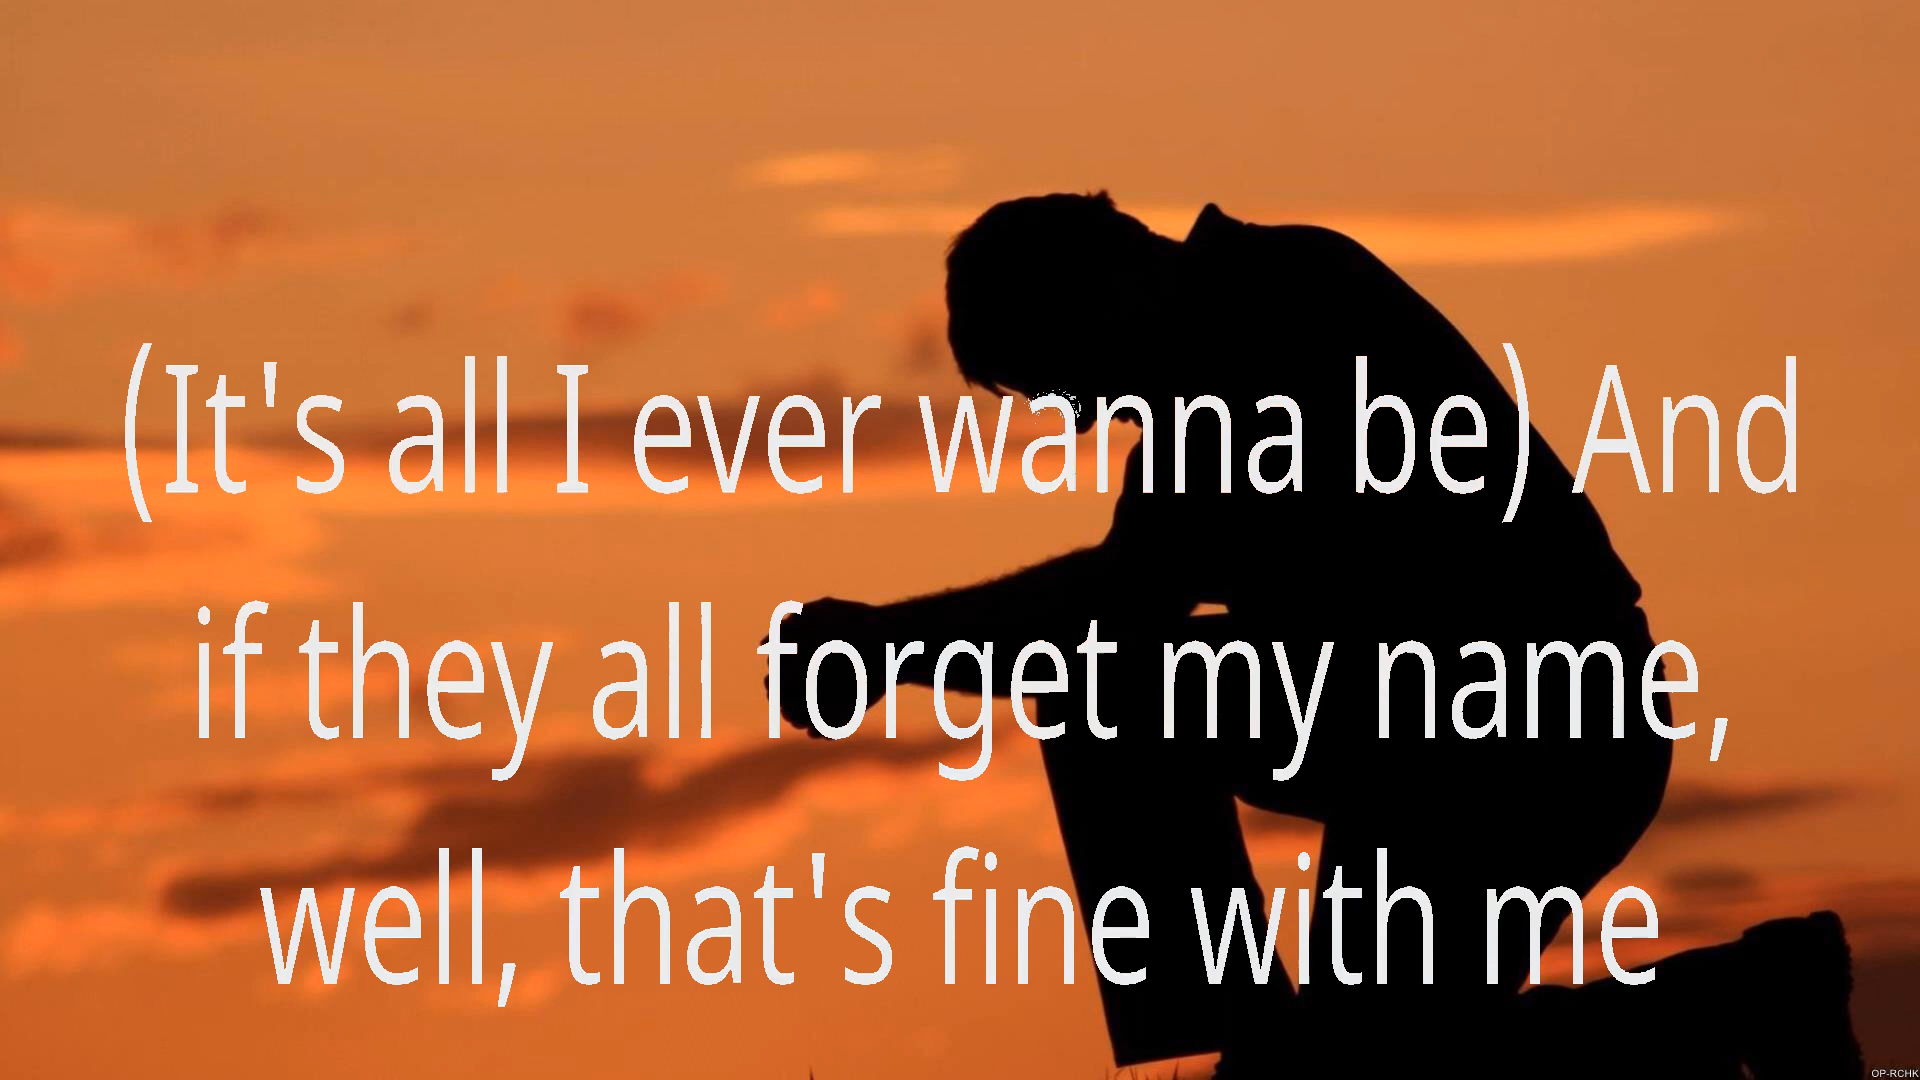 (It's all I ever wanna be) And
if they all forget my name,
well, that's fine with me
OP-RCHK